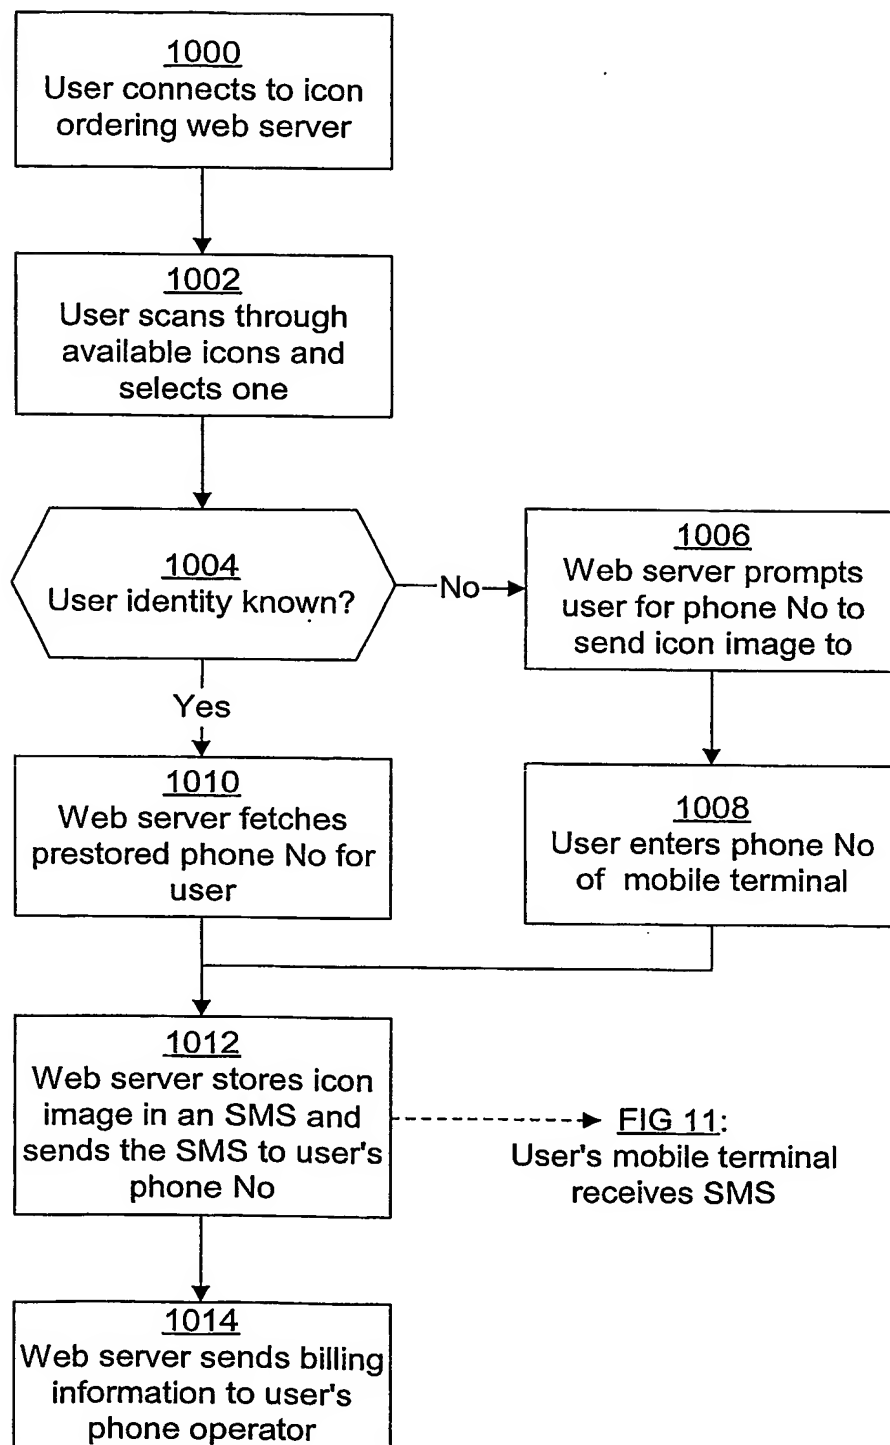 1000
User connects to icon
ordering web server
1002
User scans through
available icons and
selects one
1004
User identity known?
No
1006
Web server prompts
user for phone No to
send icon image to
Yes
1010
Web server fetches
prestored phone No for
user
1008
User enters phone No
of mobile terminal
1012
Web server stores icon
image in an SMS and
sends the SMS to user's
phone No
FIG 11:
User's mobile terminal
receives SMS
1014
Web server sends billing
information to user's
phone operator